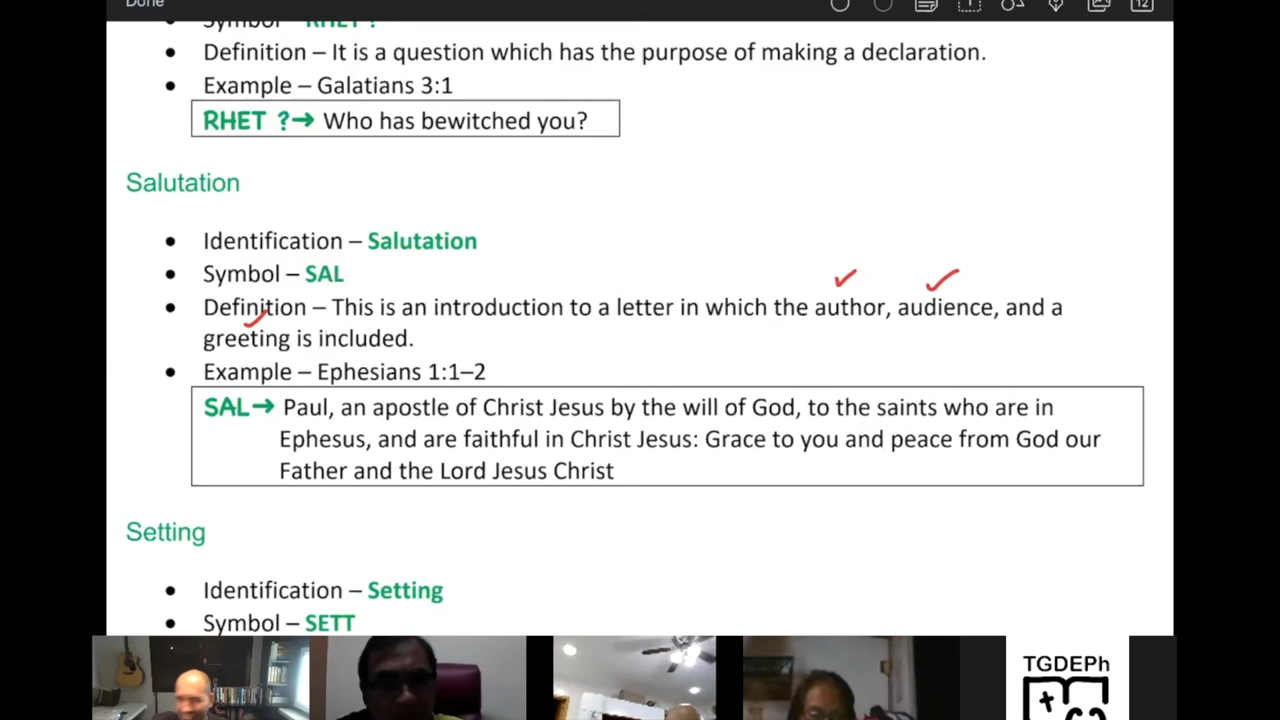 Done
12
Symbol – RHET ?
• Definition – It is a question which has the purpose of making a declaration.
• Example – Galatians 3:1
RHET ?→ Who has bewitched you?
Salutation
• Identification – Salutation
• Symbol – SAL
• Definition – This is an introduction to a letter in which the author, audience, and a
greeting is included.
• Example – Ephesians 1:1–2
SAL→ Paul, an apostle of Christ Jesus by the will of God, to the saints who are in
Ephesus, and are faithful in Christ Jesus: Grace to you and peace from God our
Father and the Lord Jesus Christ
Setting
• Identification – Setting
• Symbol – SETT
TGDEPh